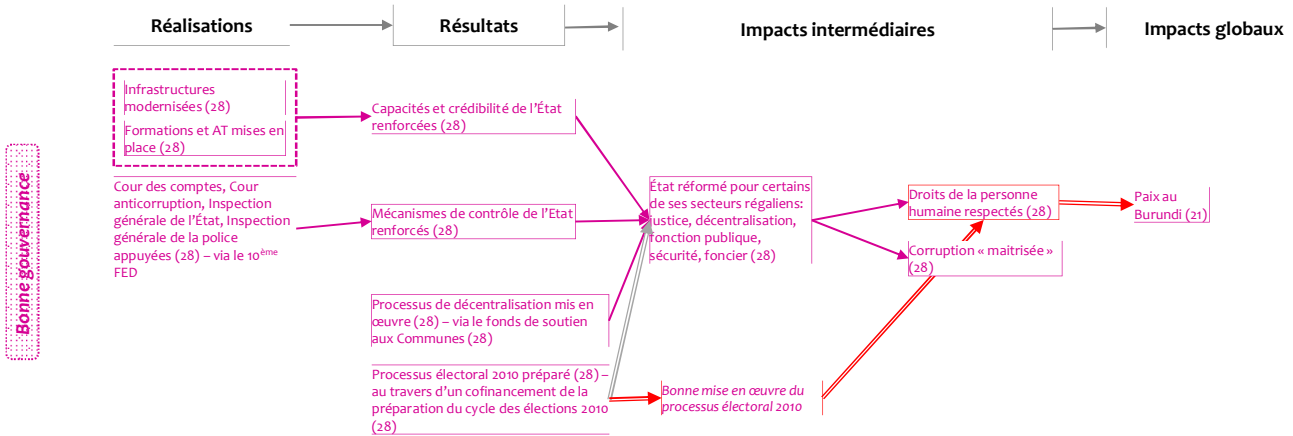 Réalisations
Résultats
Impacts intermédiaires
Impacts globaux
Bonne gouvernance
Infrastructures
modernisées (28)
Formations et AT mises en
place (28)
Cour des comptes, Cour
anticorruption, Inspection
générale de l'État, Inspection
générale de la police
appuyées (28) – via le 10ème
FED
Capacités et crédibilité de l'État
renforcées (28)
Mécanismes de contrôle de l'Etat
renforcés (28)
Processus de décentralisation mis en
œuvre (28) – via le fonds de soutien
aux Communes (28)
Processus électoral 2010 préparé (28) –
au travers d'un cofinancement de la
préparation du cycle des élections 2010
(28)
État réformé pour certains
de ses secteurs régaliens:
justice, décentralisation,
fonction publique,
sécurité, foncier (28)
Bonne mise en œuvre du
processus électoral 2010
Droits de la personne
humaine respectés (28)
Corruption « maitrisée »
(28)
Paix au
Burundi (21)